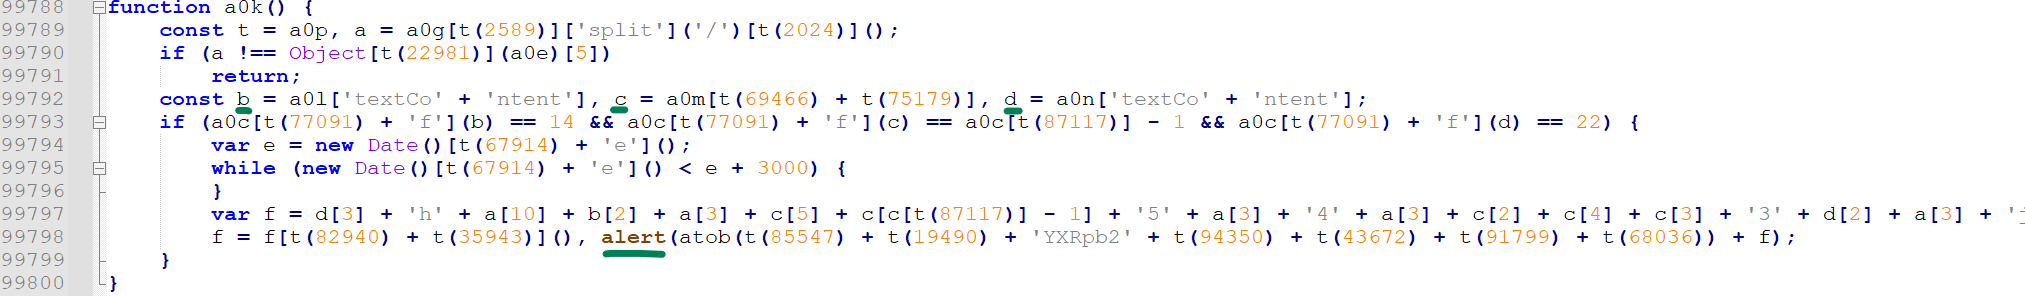 99788 function a0k() {
99789 const t = a0p, a = a0g[t(2589)]['split']('/')[t(2024)]();
99790 if (a !== Object[t(22981)](a0e)[5])
99791 return;
99792 const b = a0l['textCo' + 'ntent'], c = a0m[t(69466) + t(75179)], d = a0n['textCo' + 'ntent'];
99793 if (a0c[t(77091) + 'f'](b) == 14 && a0c[t(77091) + 'f'](c) == a0c[t(87117)] - 1 && a0c[t(77091) + 'f'](d) == 22) {
99794 var e = new Date()[t(67914) + 'e']();
99795 while (new Date()[t(67914) + 'e']() < e + 3000) {
99796 }
99797 var f = d[3] + 'h' + a[10] + b[2] + a[3] + c[5] + c[c[t(87117)] - 1] + '5' + a[3] + '4' + a[3] + c[2] + c[4] + c[3] + '3' + d[2] + a[3] + '
99798 f = f[t(82940) + t(35943)](), alert(atob(t(85547) + t(19490) + 'YXRpb2' + t(94350) + t(43672) + t(91799) + t(68036)) + f);
99799 }
99800 }